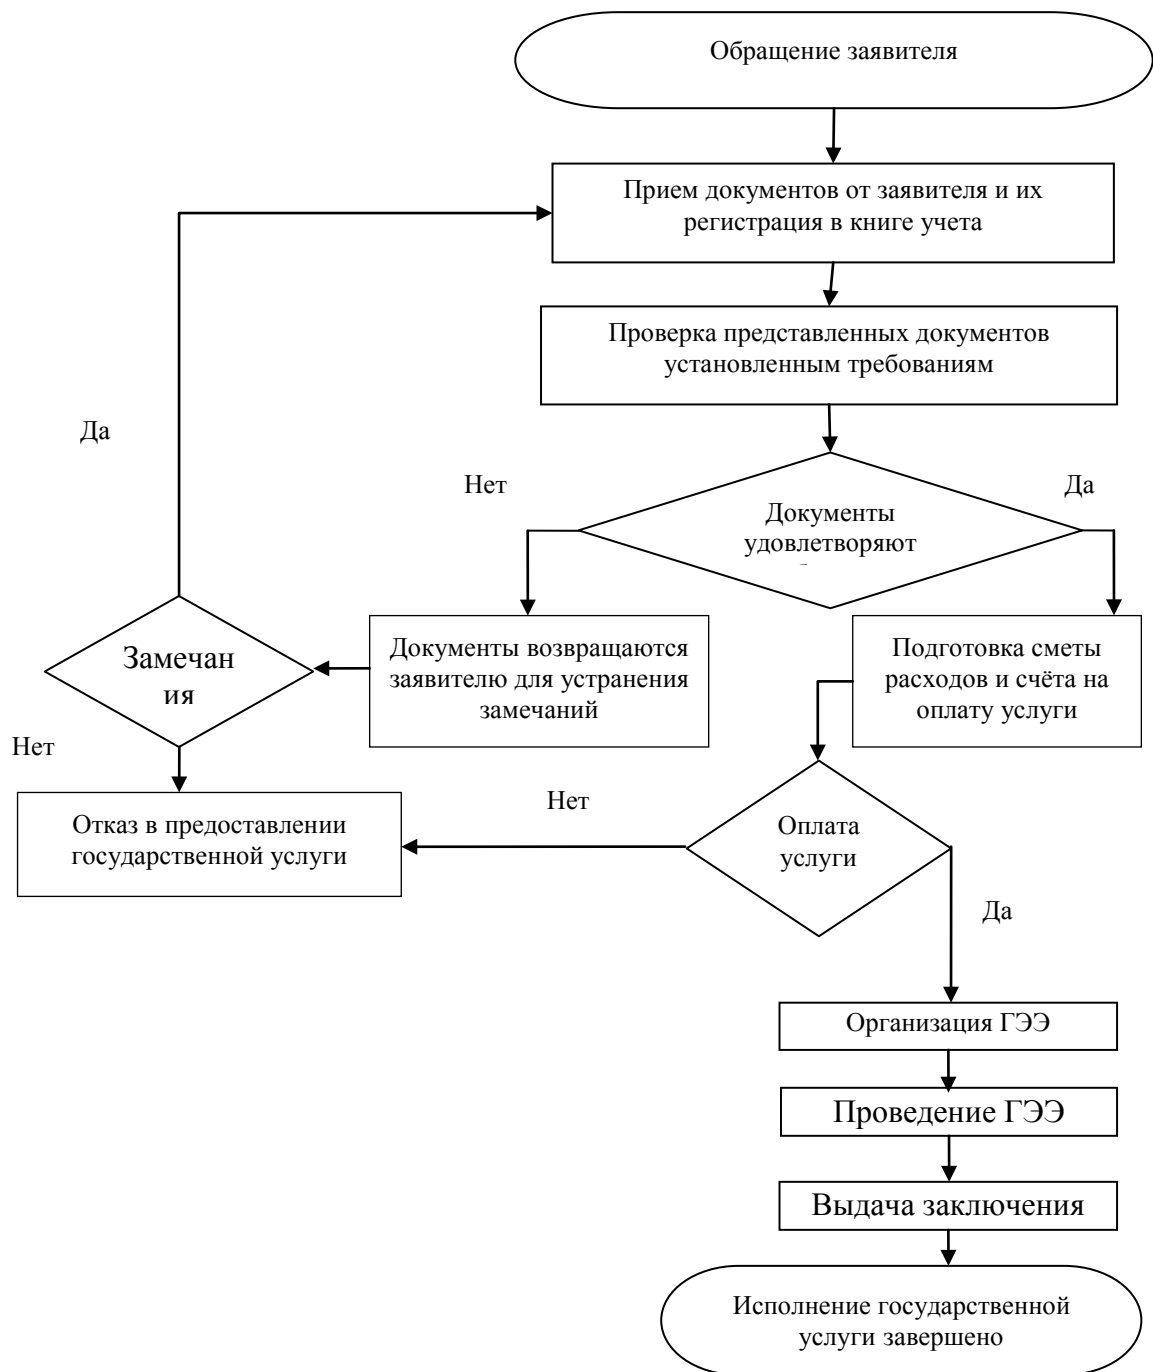 Обращение заявителя
Прием документов от заявителя и их
регистрация в книге учета
Проверка представленных документов
установленным требованиям
Да
Нет
Да
Документы
удовлетворяют
Замечан
ия
Документы возвращаются
заявителю для устранения
замечаний
Подготовка сметы
расходов и счёта на
оплату услуги
Нет
Отказ в предоставлении
государственной услуги
Нет
Оплата
услуги
Да
Организация ГЭЭ
Проведение ГЭЭ
Выдача заключения
Исполнение государственной
услуги завершено